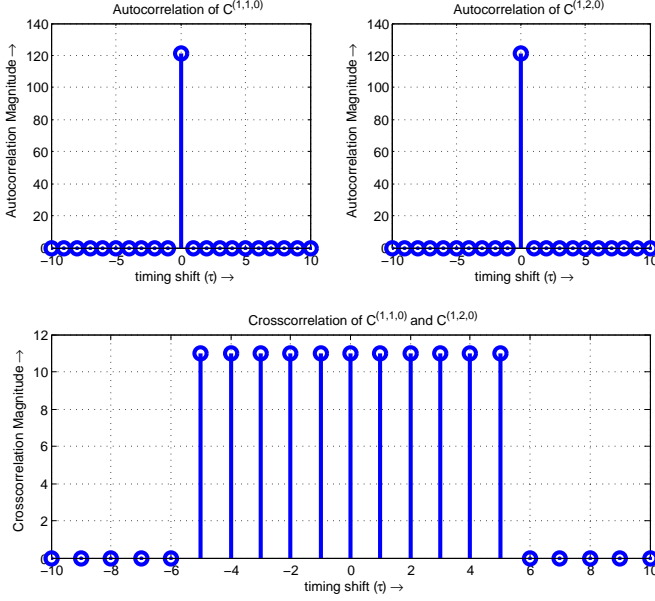 Autocorrelation of C(1,1,0)
140
120
100
80
60
40
20
0
Autocorrelation Magnitude →
−10 −5 0 5 10
timing shift (τ) →
Autocorrelation of C(1,2,0)
140
120
100
80
60
40
20
0
Autocorrelation Magnitude →
−10 −5 0 5 10
timing shift (τ) →
Crosscorrelation of C(1,1,0) and C(1,2,0)
12
10
8
6
4
2
0
Crosscorrelation Magnitude →
−10 −8 −6 −4 −2 0 2 4 6 8 10
timing shift (τ) →